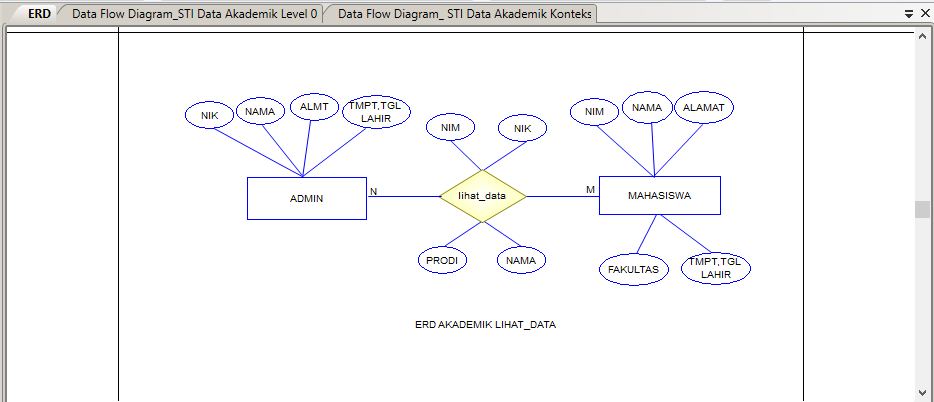 ERD
Data Flow Diagram_STI Data Akademik Level 0
Data Flow Diagram_ STI Data Akademik Konteks
NIK
NAMA
ALMT
TMPT,TGL
LAHIR
NIM
NIK
NIM
NAMA
ALAMAT
ADMIN
N
lihat_data
M
MAHASISWA
PRODI
NAMA
FAKULTAS
TMPT,TGL
LAHIR
ERD AKADEMIK LIHAT_DATA